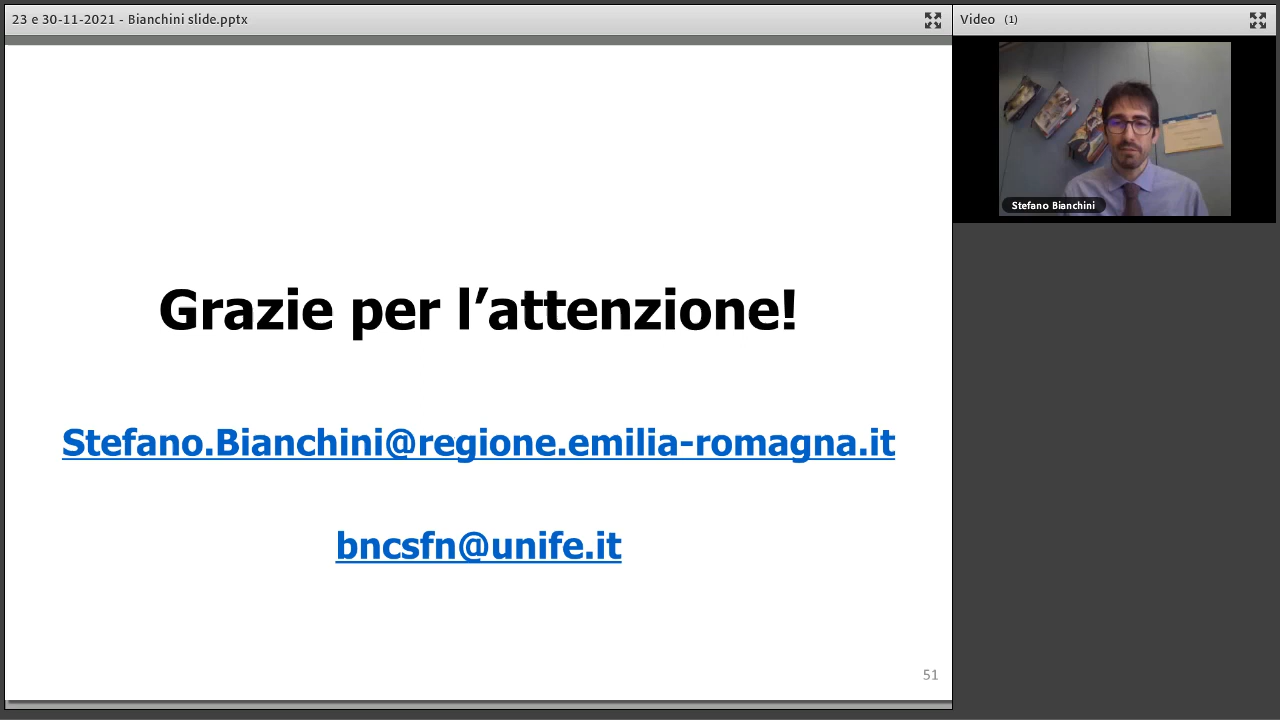 23 e 30-11-2021 - Bianchini slide.pptx
Video (1)
Stefano Bianchini
Grazie per l’attenzione!
Stefano.Bianchini@regione.emilia-romagna.it
bncsfn@unife.it
51